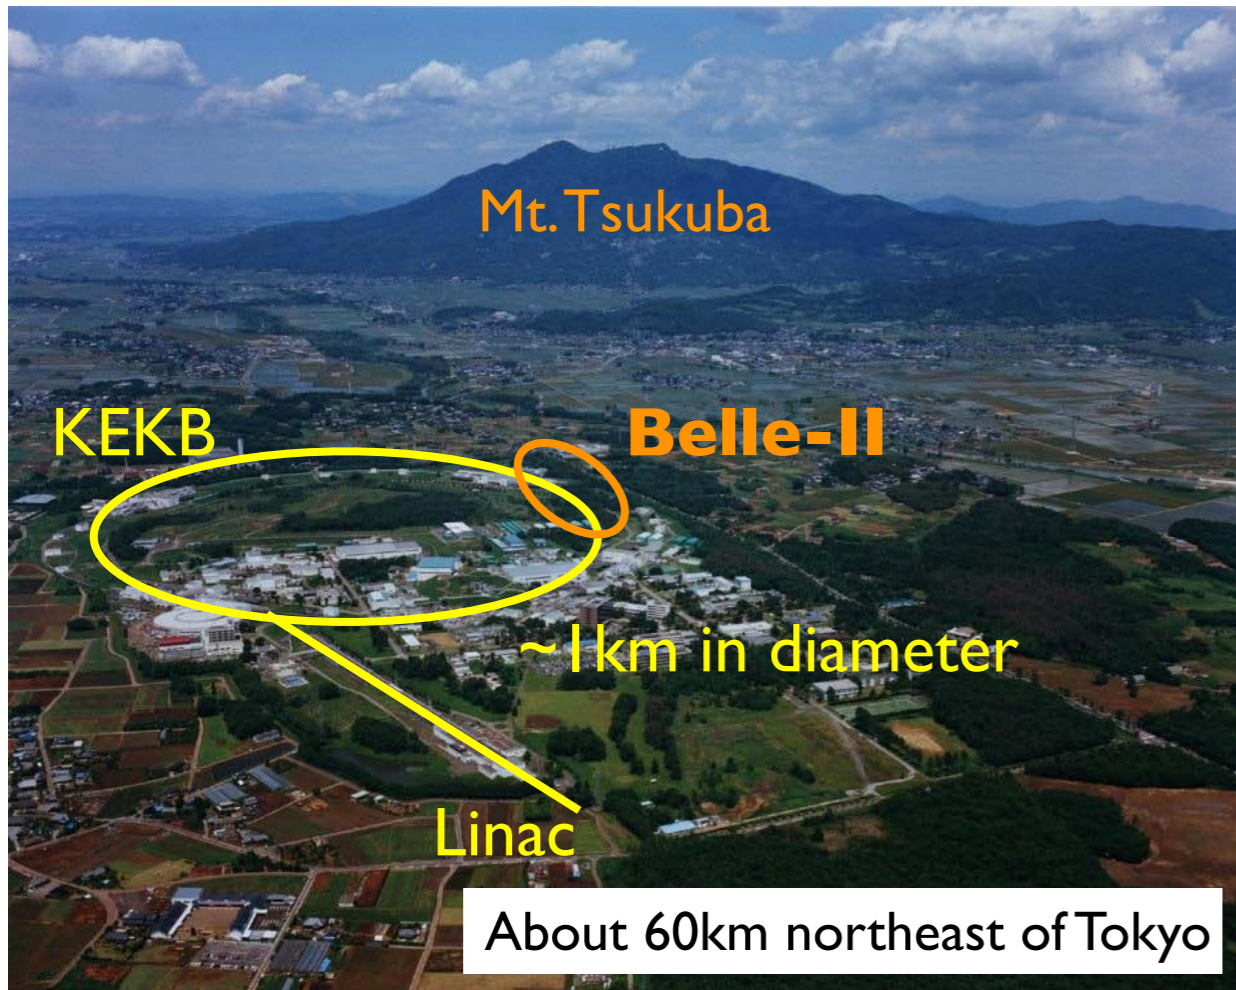 Mt. Tsukuba
KEKB
Belle-II
~1km in diameter
Linac
About 60km northeast of Tokyo